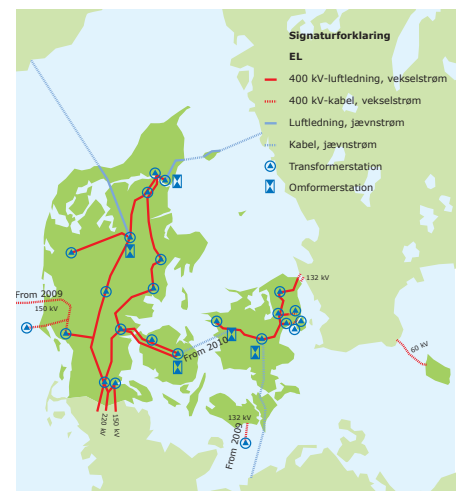 Signaturforklaring
EL
400 kV-luftledning, vekselstrøm
400 kV-kabel, vekselstrøm
Luftledning, jævnstrøm
Kabel, jævnstrøm
Transformerstation
Omformerstation
132 kV
From 2009
150 kV
From 2010
60 kV
220 kV
150 kV
132 kV
From 2009